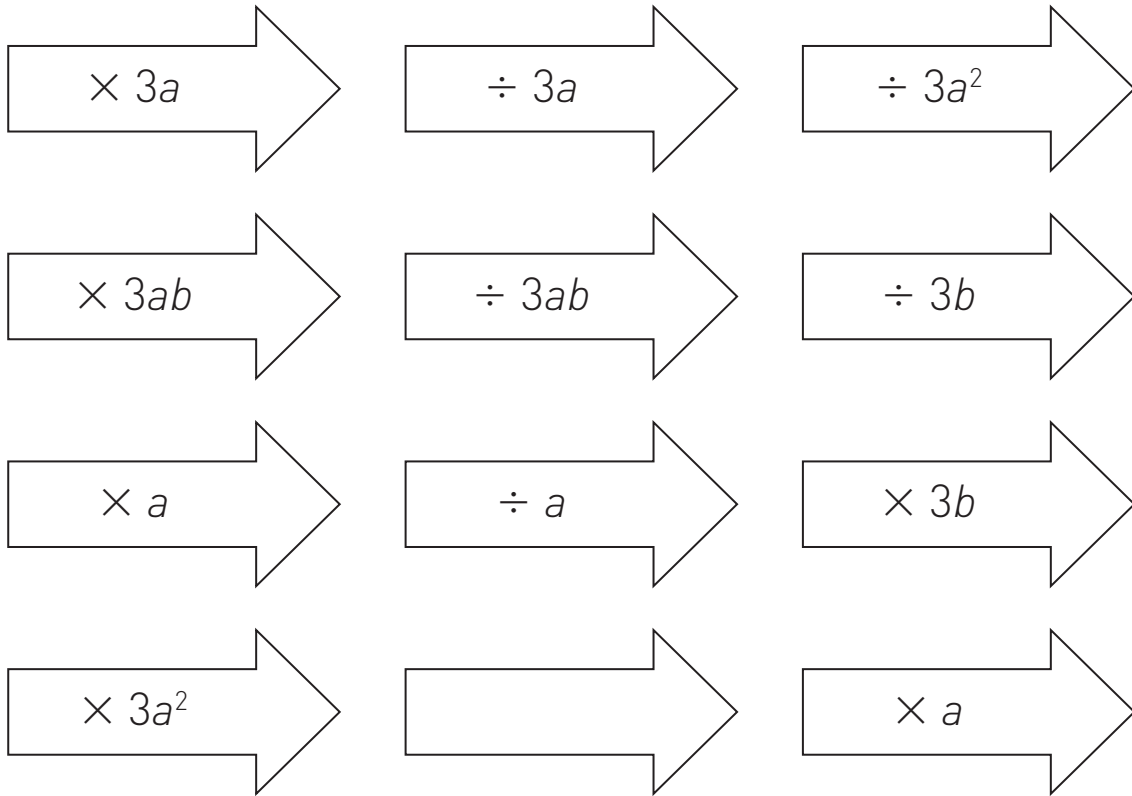 × 3a
÷ 3a
÷ 3a²
× 3ab
÷ 3ab
÷ 3b
× a
÷ a
× 3b
× 3a²
× a